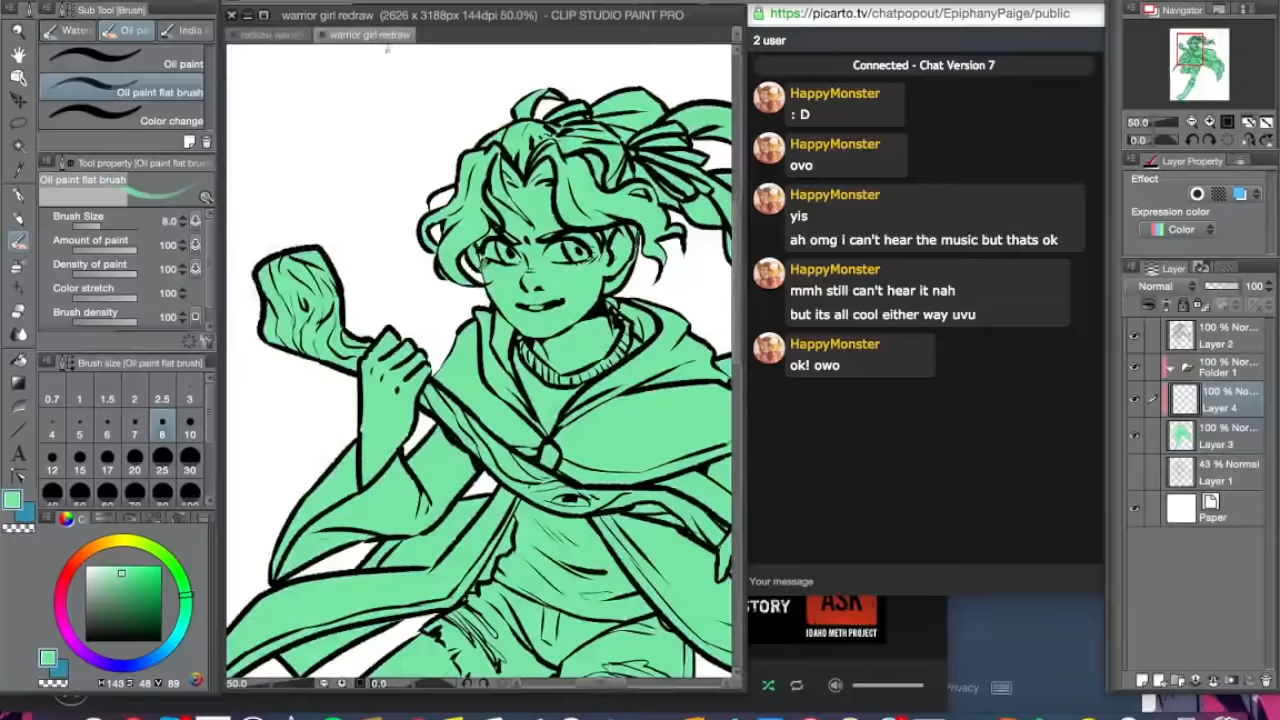 Sub Tool [Brush]
Water
Oil pa
India
Oil paint
Oil paint flat brush
Color change
Tool property [Oil paint flat brus
Oil paint flat brush
Brush Size 8.0
Amount of paint 100
Density of paint 100
Color stretch 100
Brush density 100
Brush size [Oil paint flat brush]
0.7 1 1.5 2 2.5 3
4 5 6 7 8 10
12 15 17 20 25 30
H 143 S 48 V 89
warrior girl redraw (2626 x 3188px 144dpi 50.0%) - CLIP STUDIO PAINT PRO
redraw warri
warrior girl redraw
50.0
0.0
https://picarto.tv/chatpopout/EpiphanyPaige/public
2 user
Connected - Chat Version 7
HappyMonster
: D
HappyMonster
ovo
HappyMonster
yis
ah omg i can't hear the music but thats ok
HappyMonster
mmh still can't hear it nah
but its all cool either way uvu
HappyMonster
ok! owo
Your message
STORY
ASK
IDAHO METH PROJECT
Privacy
Navigator
50.0
0.0
Layer Property
Effect
Expression color
Color
Layer
Normal 100
100 % Nor...
Layer 2
100 % Nor...
Folder 1
100 % No...
Layer 4
100 % Nor...
Layer 3
43 % Normal
Layer 1
Paper